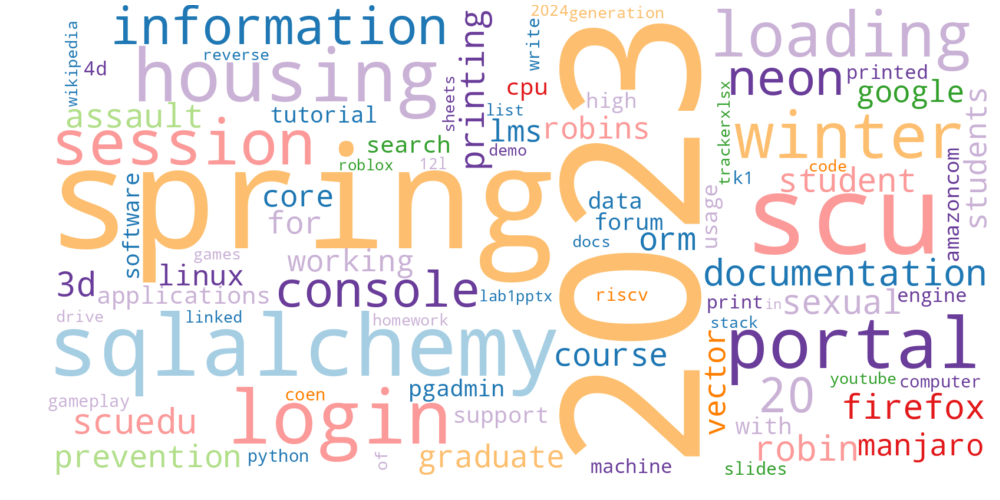 information
wikipedia
reverse
4d
housing
assault
tutorial
session
search
roblox
12l
sheets
printing
write
2024
generation
cpu
high
list
lms
robins
demo
loading
neon
printed
google
students
trackerxlsx
winter
code
k1
student
amazoncom
spring
2023
scu
core
for
software
data
forum
docs
orm
usage
games
working
linux
3d
applications
console
lab1pptx
riscv
documentation
print
in
sexual
engine
drive
linked
homework
stack
sqlalchemy
portal
course
vector
pgadmin
youtube
computer
gameplay
coen
scuedu
login
support
20
with
firefox
prevention
python
of
graduate
machine
robin
manjaro
slides